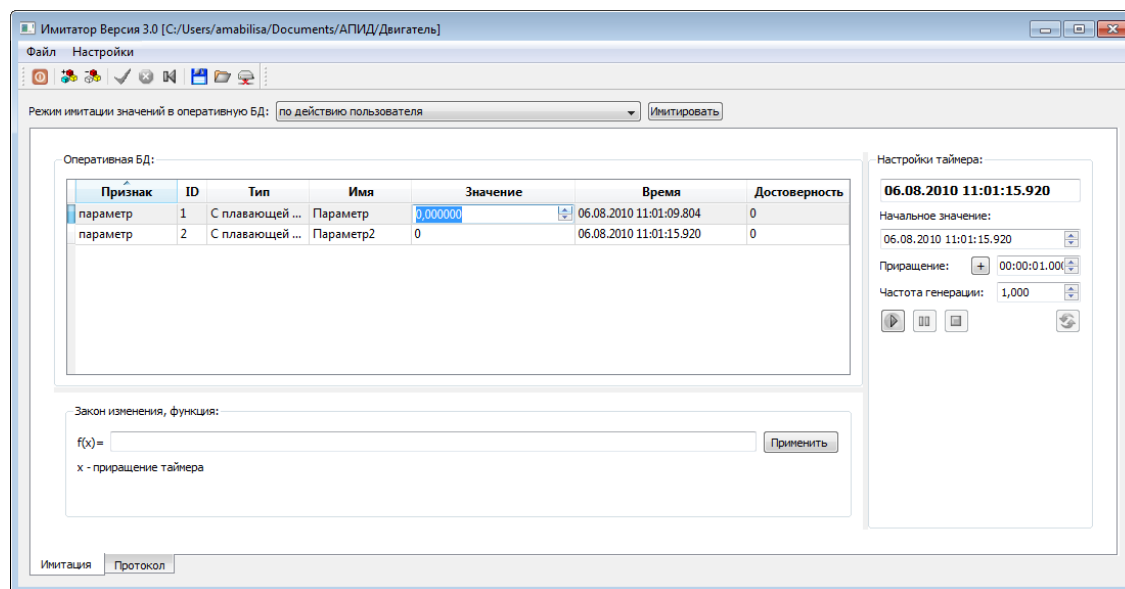 Имитатор Версия 3.0 [C:/Users/amabilisa/Documents/АПИД/Двигатель]
Файл Настройки
Режим имитации значений в оперативную БД: по действию пользователя Имитировать
Оперативная БД:
Признак ID Тип Имя Значение Время Достоверность
параметр 1 С плавающей ... Параметр 0,000000 06.08.2010 11:01:09.804 0
параметр 2 С плавающей ... Параметр2 0 06.08.2010 11:01:15.920 0
Закон изменения, функция:
f(x)= Применить
x - приращение таймера
Настройки таймера:
06.08.2010 11:01:15.920
Начальное значение:
06.08.2010 11:01:15.920
Приращение: + 00:00:01.00(
Частота генерации: 1,000
Имитация Протокол